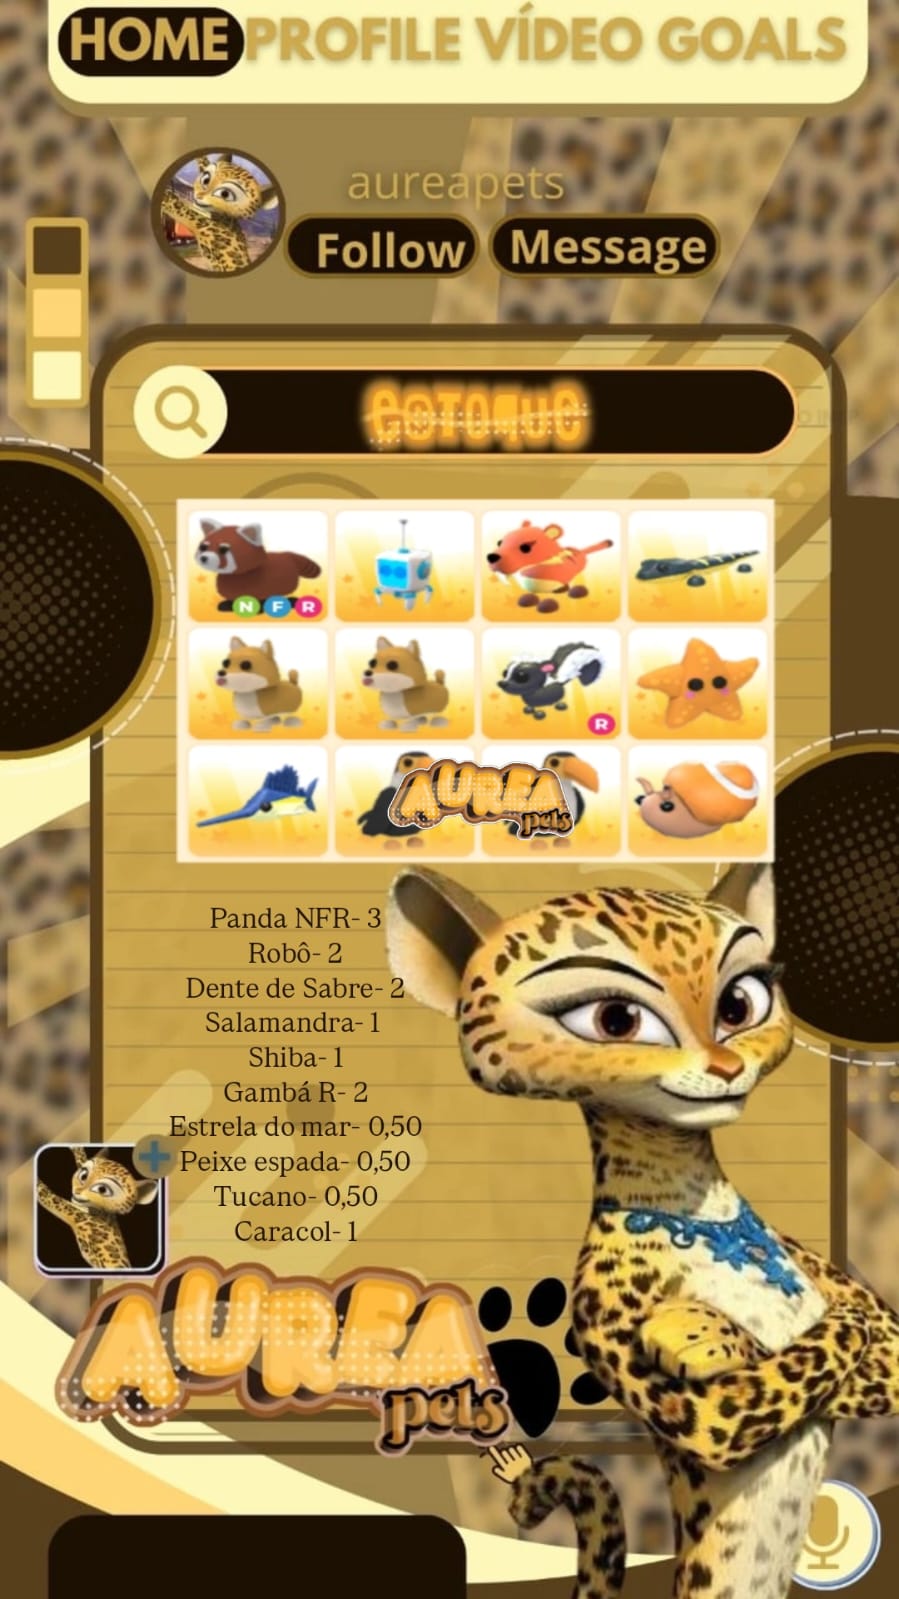 HOME PROFILE VÍDEO GOALS
aureapets
Follow Message
ESTOQUE
N F R
R
AUREA
pets
Panda NFR- 3
Robô- 2
Dente de Sabre- 2
Salamandra- 1
Shiba- 1
Gambá R- 2
Estrela do mar- 0,50
Peixe espada- 0,50
Tucano- 0,50
Caracol- 1
AUREA
pets